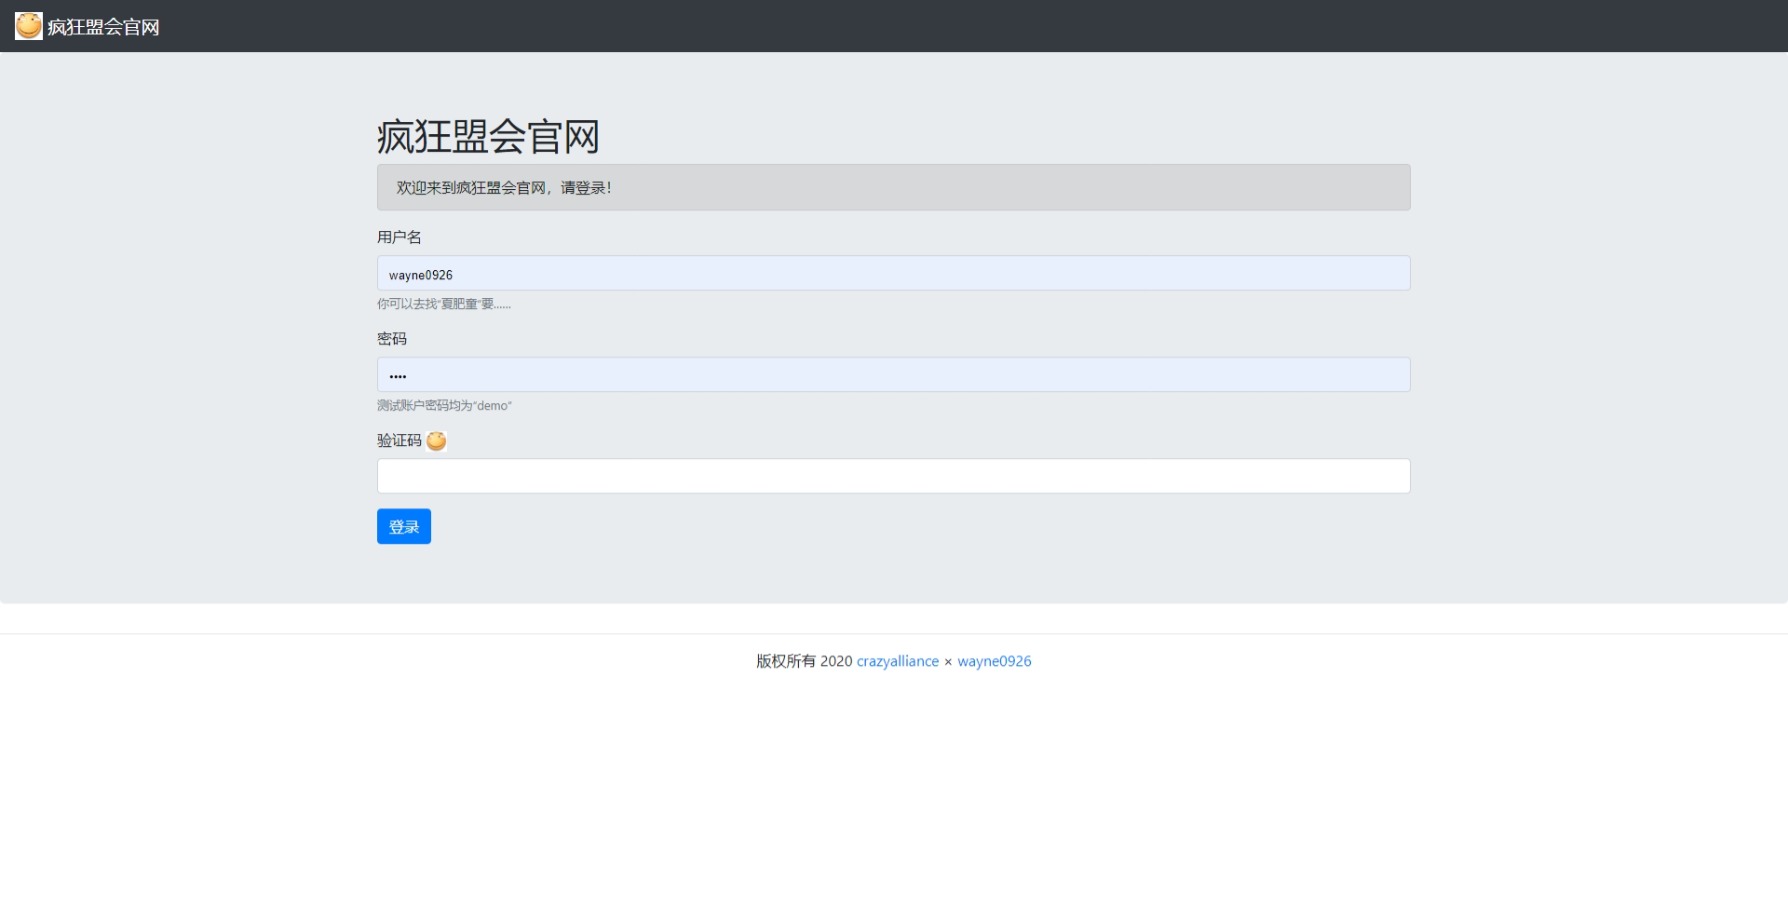 疯狂盟会官网
疯狂盟会官网
欢迎来到疯狂盟会官网，请登录！
用户名
wayne0926
你可以去找“夏肥童”要......
密码
••••
测试账户密码均为“demo”
验证码
登录
版权所有 2020 crazyalliance × wayne0926